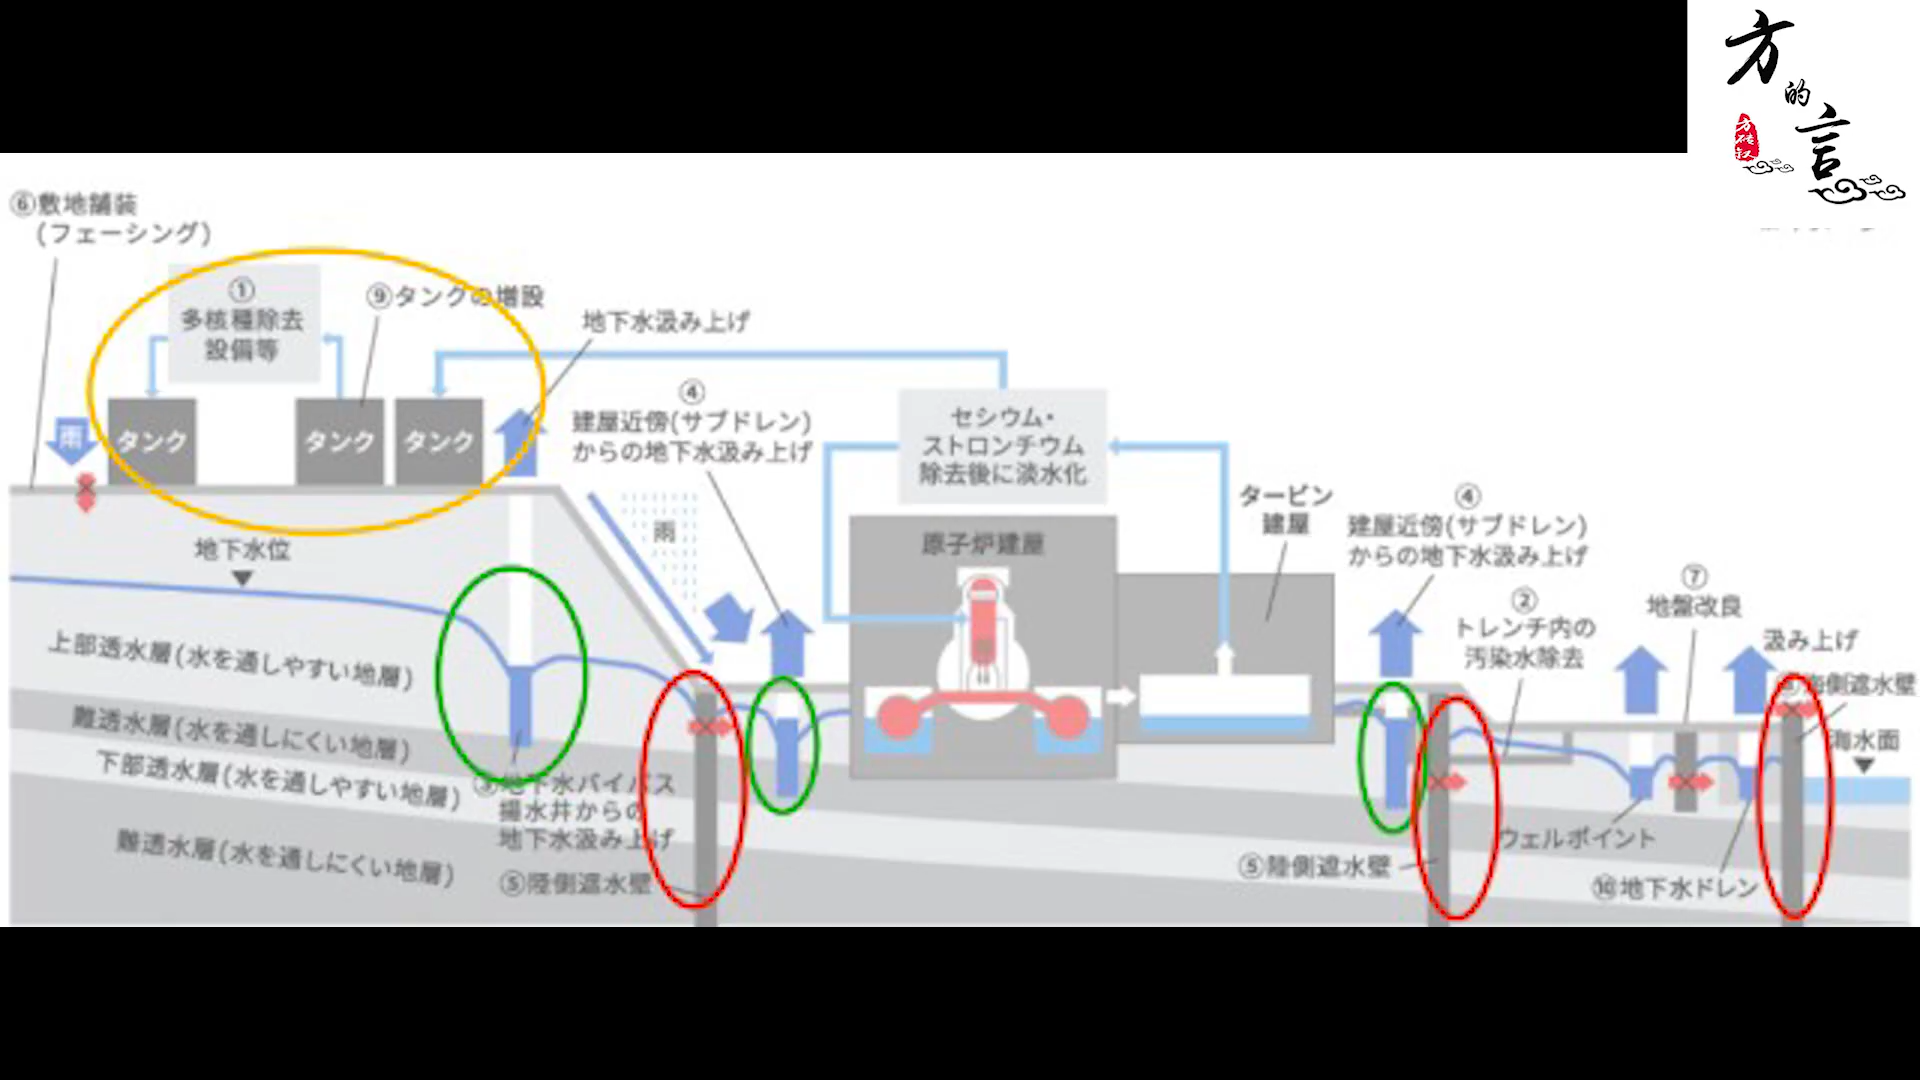 方
的
言
方砖叔
⑥敷地舗装
(フェーシング)
①
多核種除去
設備等
⑨タンクの増設
地下水汲み上げ
④
建屋近傍(サブドレン)
からの地下水汲み上げ
セシウム・
ストロンチウム
除去後に淡水化
雨
タンク
タンク
タンク
雨
原子炉建屋
タービン
建屋
④
建屋近傍(サブドレン)
からの地下水汲み上げ
②
トレンチ内の
汚染水除去
⑦
地盤改良
汲み上げ
海側遮水壁
海水面
地下水位
上部透水層(水を通しやすい地層)
難透水層(水を通しにくい地層)
下部透水層(水を通しやすい地層)
難透水層(水を通しにくい地層)
③地下水バイパス
揚水井からの
地下水汲み上げ
⑤陸側遮水壁
⑤陸側遮水壁
ウェルポイント
⑩地下水ドレン